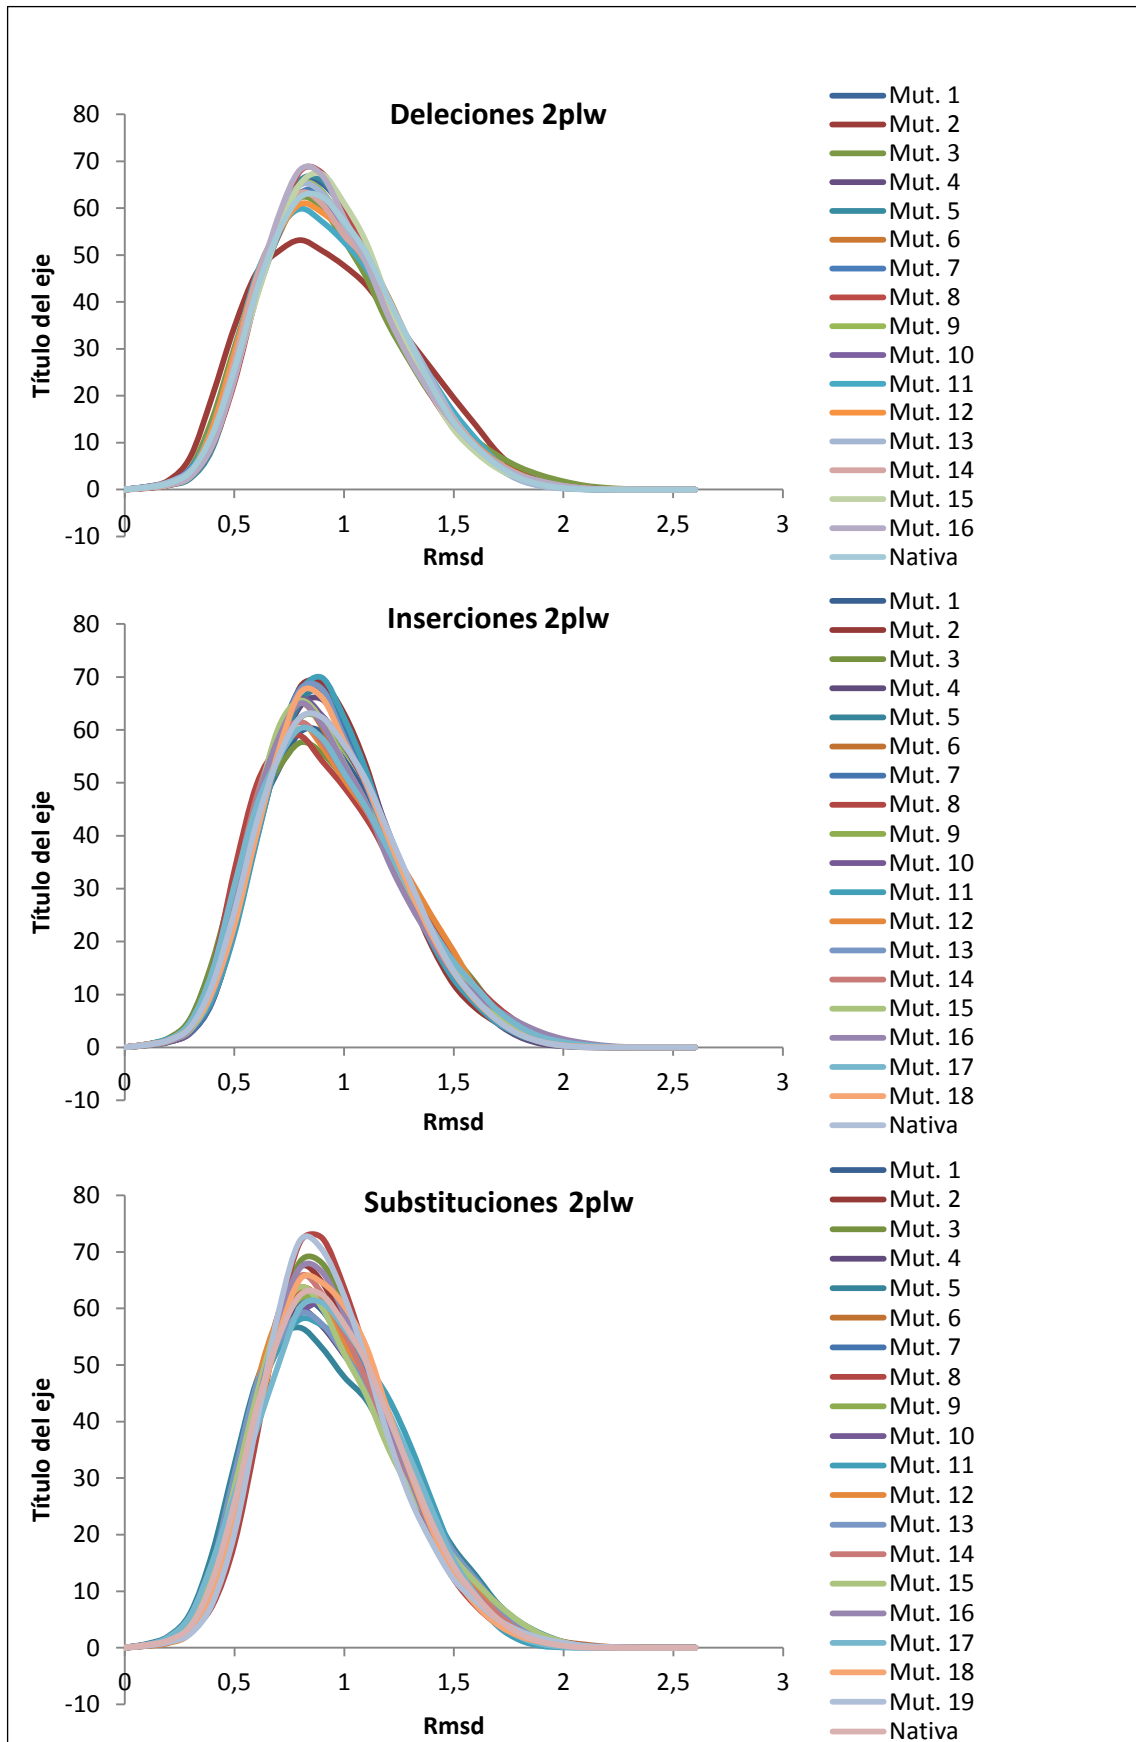 Deleciones 2plw
Título del eje
80
70
60
50
40
30
20
10
0
-10
0
0,5
1
1,5
2
2,5
3
Rmsd
Mut. 1
Mut. 2
Mut. 3
Mut. 4
Mut. 5
Mut. 6
Mut. 7
Mut. 8
Mut. 9
Mut. 10
Mut. 11
Mut. 12
Mut. 13
Mut. 14
Mut. 15
Mut. 16
Nativa
Inserciones 2plw
Título del eje
80
70
60
50
40
30
20
10
0
-10
0
0,5
1
1,5
2
2,5
3
Rmsd
Mut. 1
Mut. 2
Mut. 3
Mut. 4
Mut. 5
Mut. 6
Mut. 7
Mut. 8
Mut. 9
Mut. 10
Mut. 11
Mut. 12
Mut. 13
Mut. 14
Mut. 15
Mut. 16
Mut. 17
Mut. 18
Nativa
Substituciones 2plw
Título del eje
80
70
60
50
40
30
20
10
0
-10
0
0,5
1
1,5
2
2,5
3
Rmsd
Mut. 1
Mut. 2
Mut. 3
Mut. 4
Mut. 5
Mut. 6
Mut. 7
Mut. 8
Mut. 9
Mut. 10
Mut. 11
Mut. 12
Mut. 13
Mut. 14
Mut. 15
Mut. 16
Mut. 17
Mut. 18
Mut. 19
Nativa